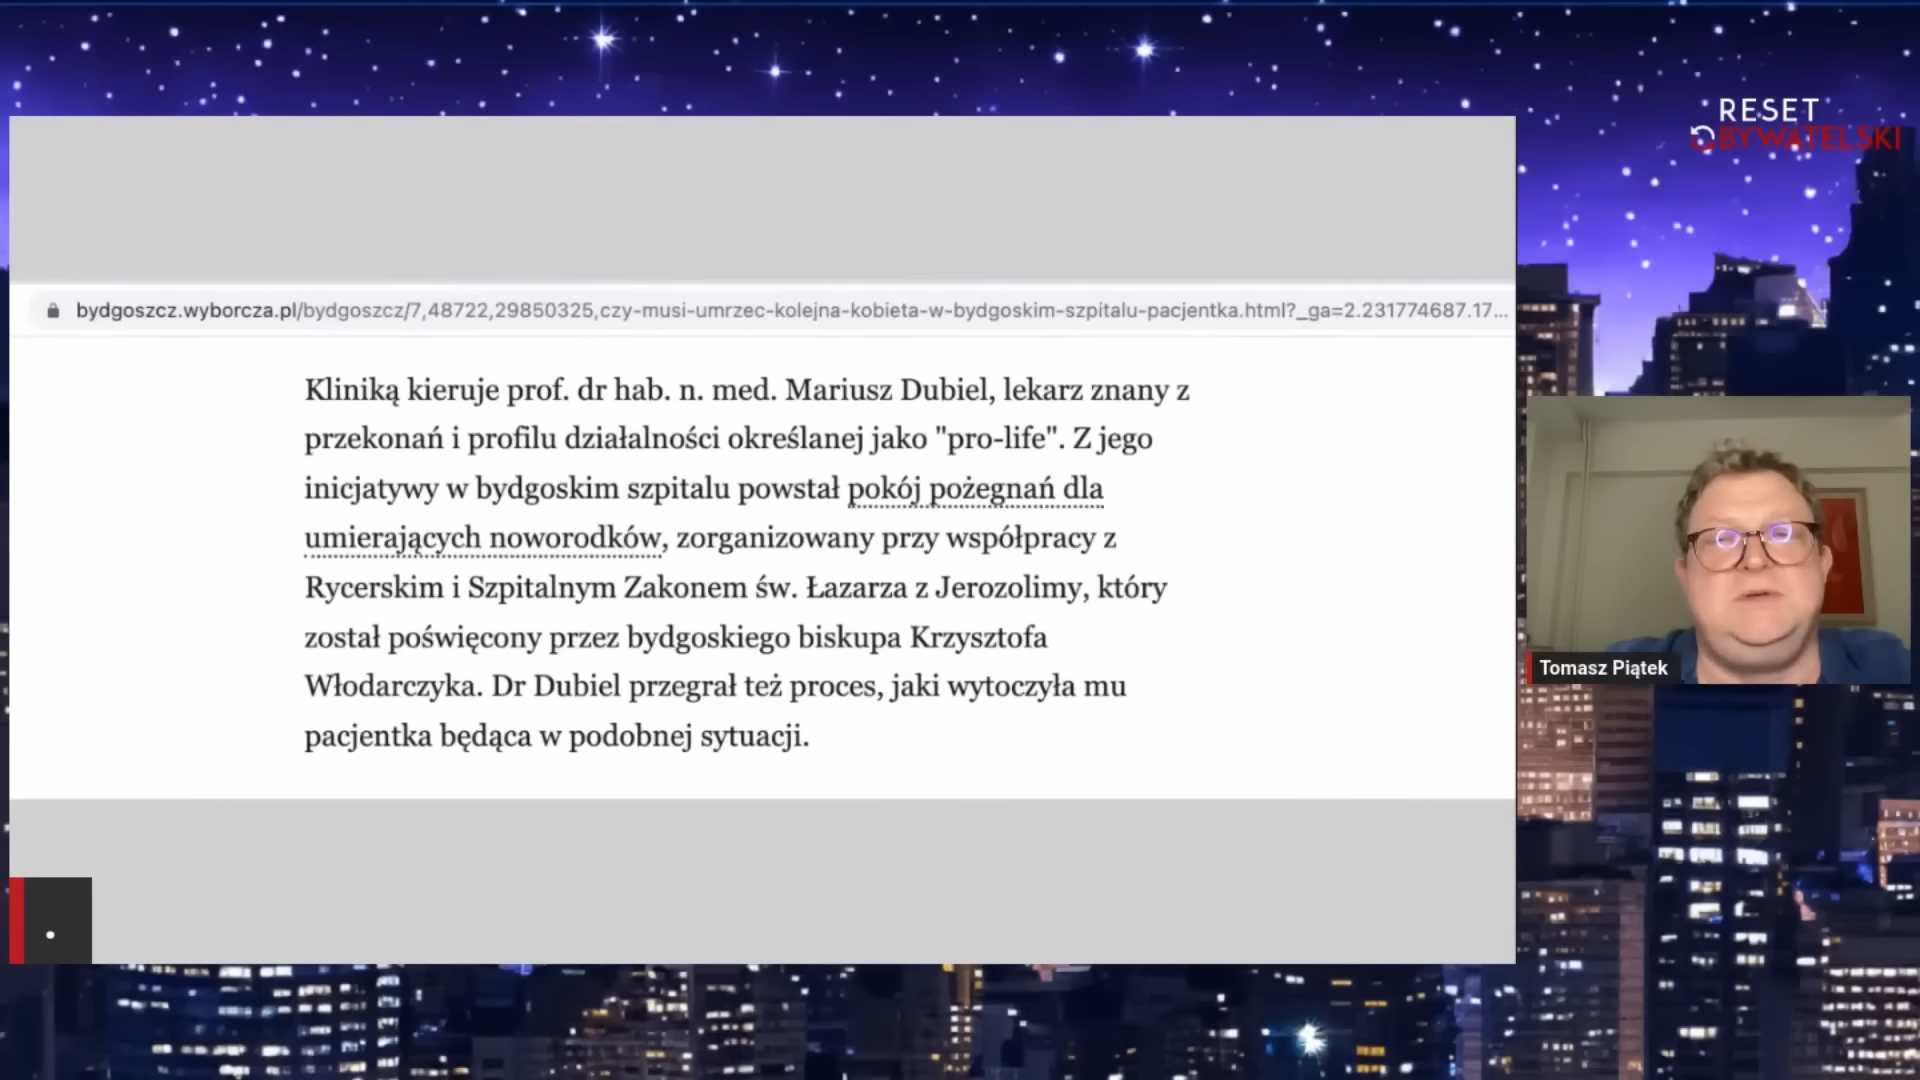 RESET
OBYWATELSKI
bydgoszcz.wyborcza.pl/bydgoszcz/7,48722,29850325,czy-musi-umrzec-kolejna-kobieta-w-bydgoskim-szpitalu-pacjentka.html?_ga=2.231774687.17...
Kliniką kieruje prof. dr hab. n. med. Mariusz Dubiel, lekarz znany z
przekonań i profilu działalności określanej jako "pro-life". Z jego
inicjatywy w bydgoskim szpitalu powstał pokój pożegnań dla
umierających noworodków, zorganizowany przy współpracy z
Rycerskim i Szpitalnym Zakonem św. Łazarza z Jerozolimy, który
został poświęcony przez bydgoskiego biskupa Krzysztofa
Włodarczyka. Dr Dubiel przegrał też proces, jaki wytoczyła mu
pacjentka będąca w podobnej sytuacji.
Tomasz Piątek
.